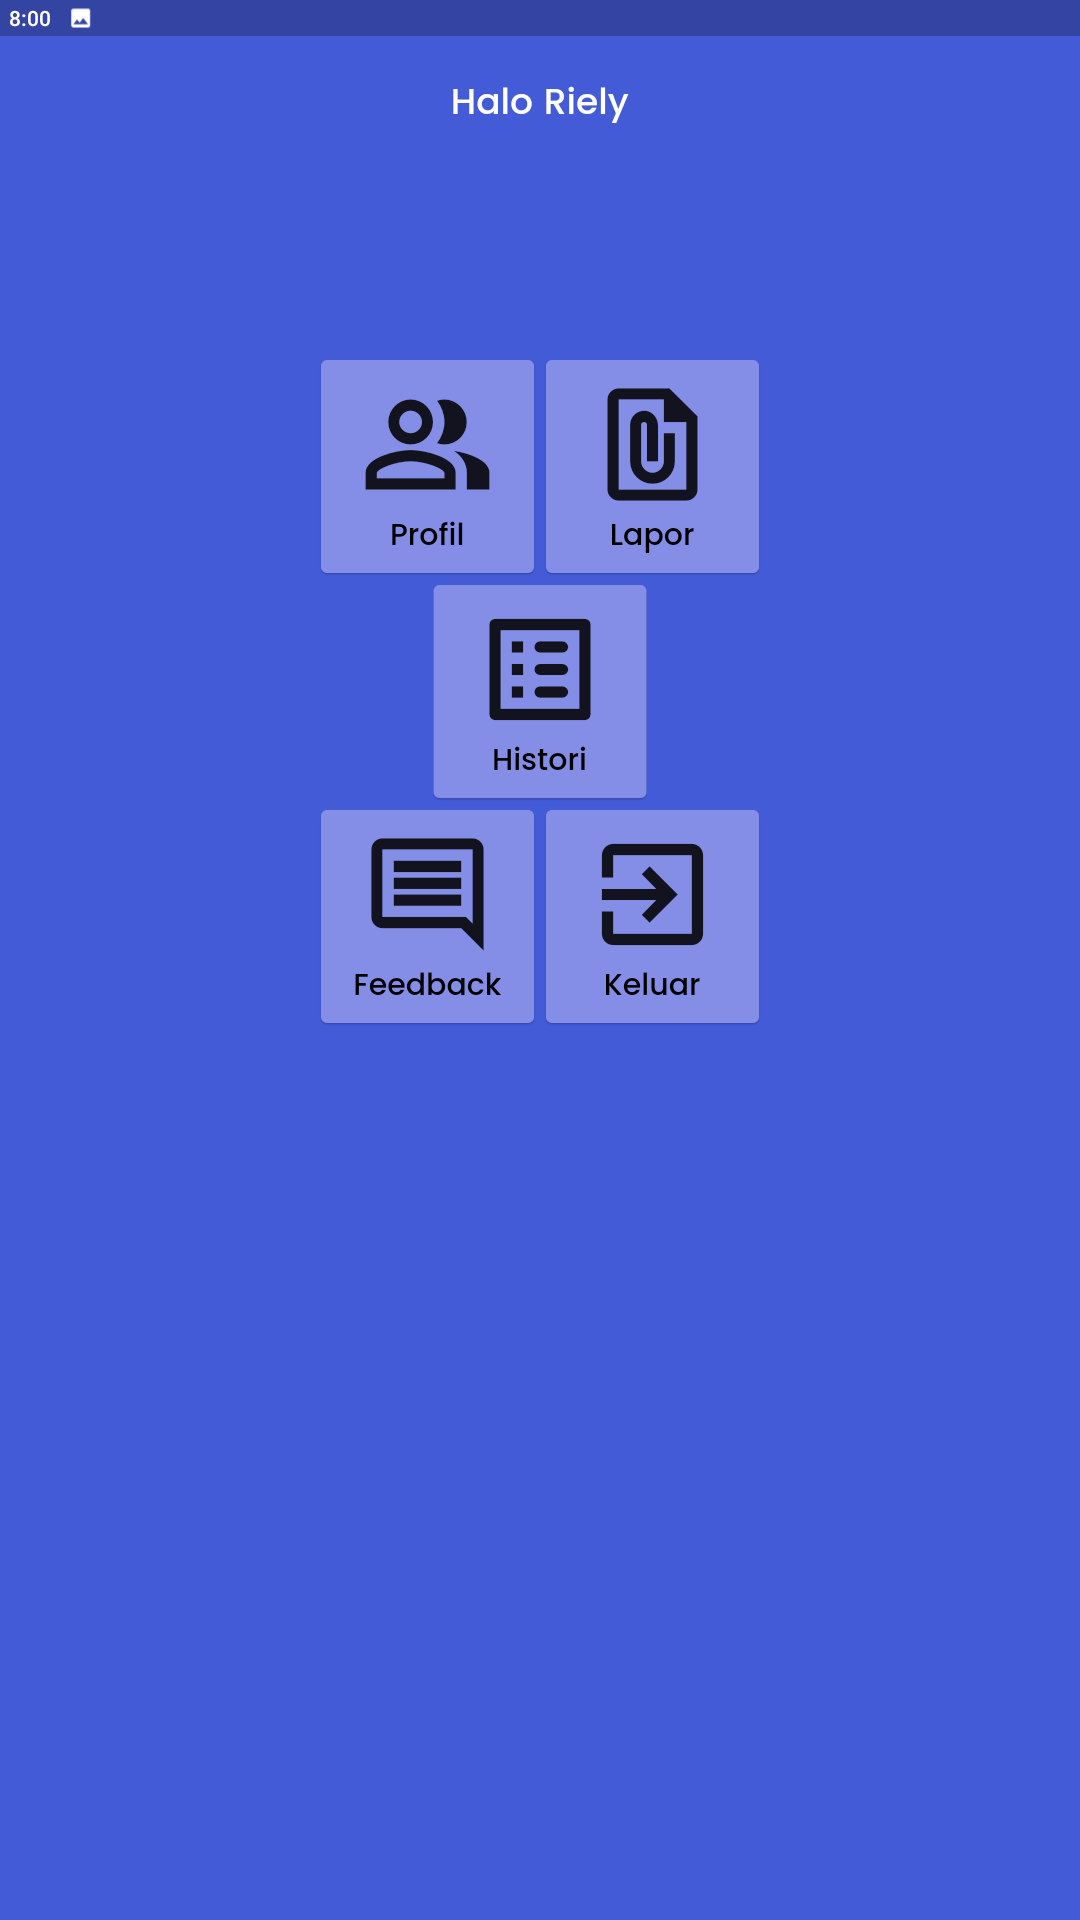 8:00
Halo Riely
Profil
Lapor
Histori
Feedback
Keluar